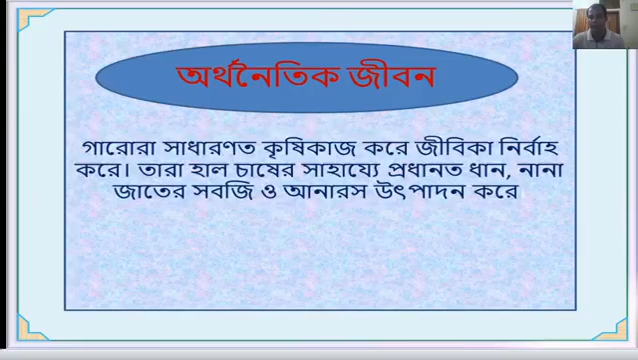 অর্থনৈতিক জীবন
গারোরা সাধারণত কৃষিকাজ করে জীবিকা নির্বাহ
করে। তারা হাল চাষের সাহায্যে প্রধানত ধান, নানা
জাতের সবজি ও আনারস উৎপাদন করে